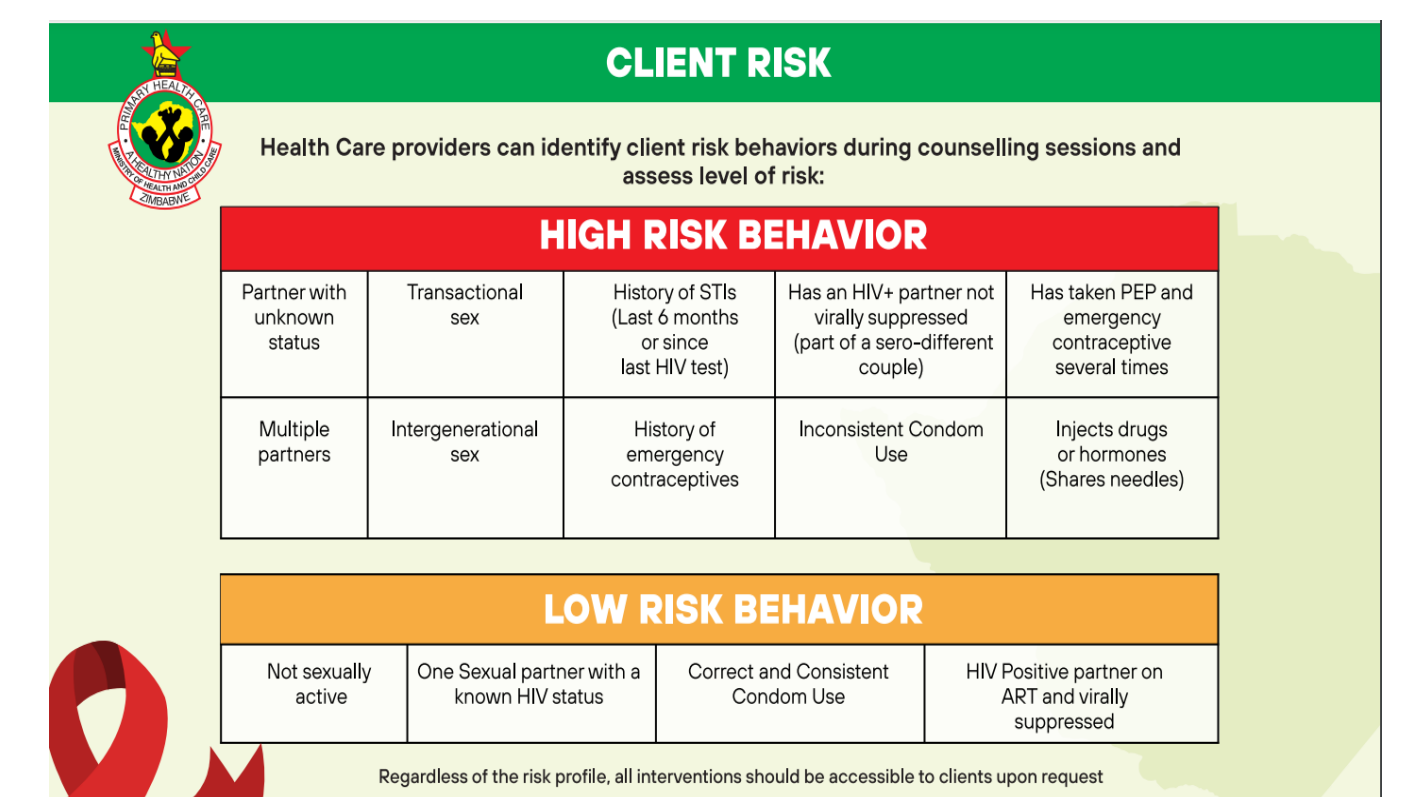 CLIENT RISK
PRIMARY HEALTH CARE
A HEALTHY NATION
MINISTRY OF HEALTH AND CHILD CARE
ZIMBABWE
Health Care providers can identify client risk behaviors during counselling sessions and
assess level of risk:
HIGH RISK BEHAVIOR
Partner with
unknown
status
Transactional
sex
History of STIs
(Last 6 months
or since
last HIV test)
Has an HIV+ partner not
virally suppressed
(part of a sero-different
couple)
Has taken PEP and
emergency
contraceptive
several times
Multiple
partners
Intergenerational
sex
History of
emergency
contraceptives
Inconsistent Condom
Use
Injects drugs
or hormones
(Shares needles)
LOW RISK BEHAVIOR
Not sexually
active
One Sexual partner with a
known HIV status
Correct and Consistent
Condom Use
HIV Positive partner on
ART and virally
suppressed
Regardless of the risk profile, all interventions should be accessible to clients upon request